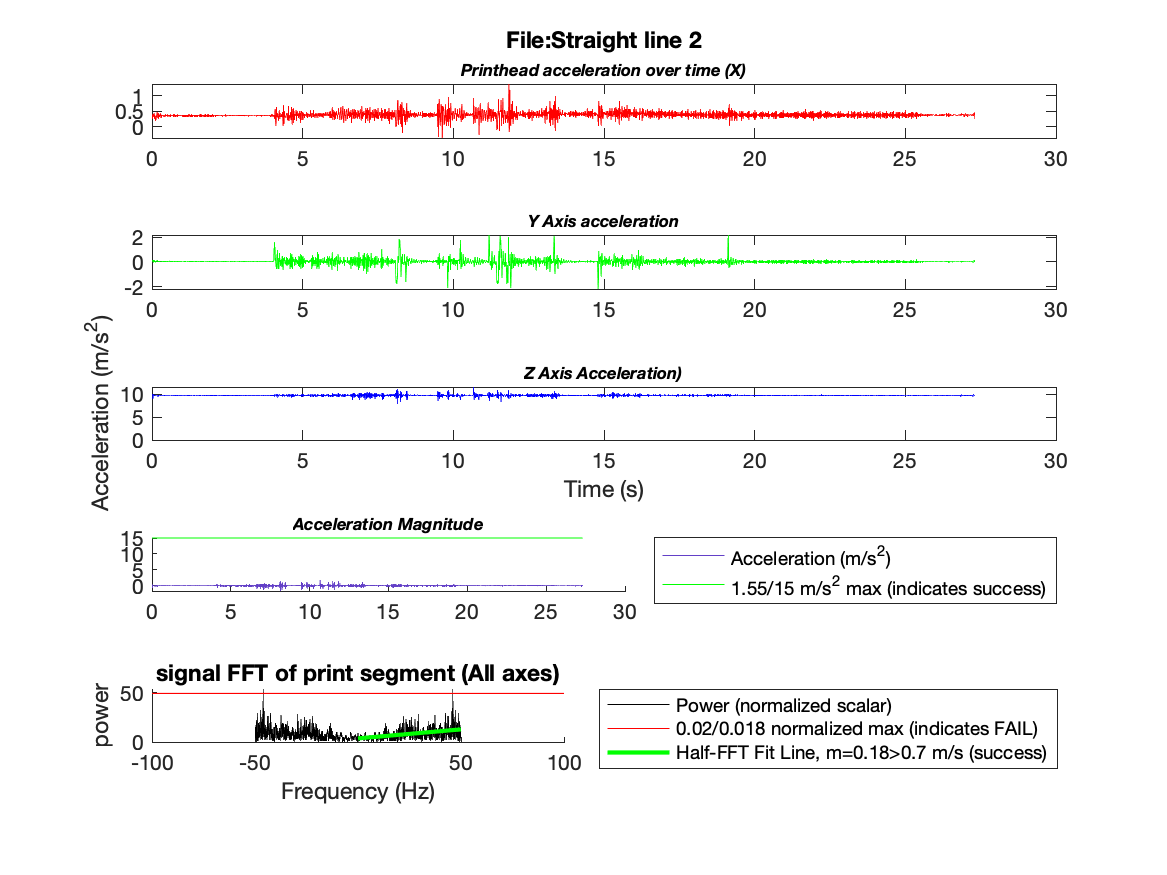 File:Straight line 2
Printhead acceleration over time (X)
1
0.5
0
0 5 10 15 20 25 30
Y Axis acceleration
2
0
-2
0 5 10 15 20 25 30
Acceleration (m/s²)
Z Axis Acceleration)
10
5
0
0 5 10 15 20 25 30
Time (s)
Acceleration Magnitude
15
10
5
0
0 5 10 15 20 25 30
Acceleration (m/s²)
1.55/15 m/s² max (indicates success)
signal FFT of print segment (All axes)
power
50
0
-100 -50 0 50 100
Frequency (Hz)
Power (normalized scalar)
0.02/0.018 normalized max (indicates FAIL)
Half-FFT Fit Line, m=0.18>0.7 m/s (success)